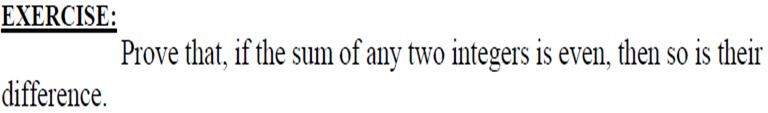 EXERCISE:
Prove that, if the sum of any two integers is even, then so is their
difference.